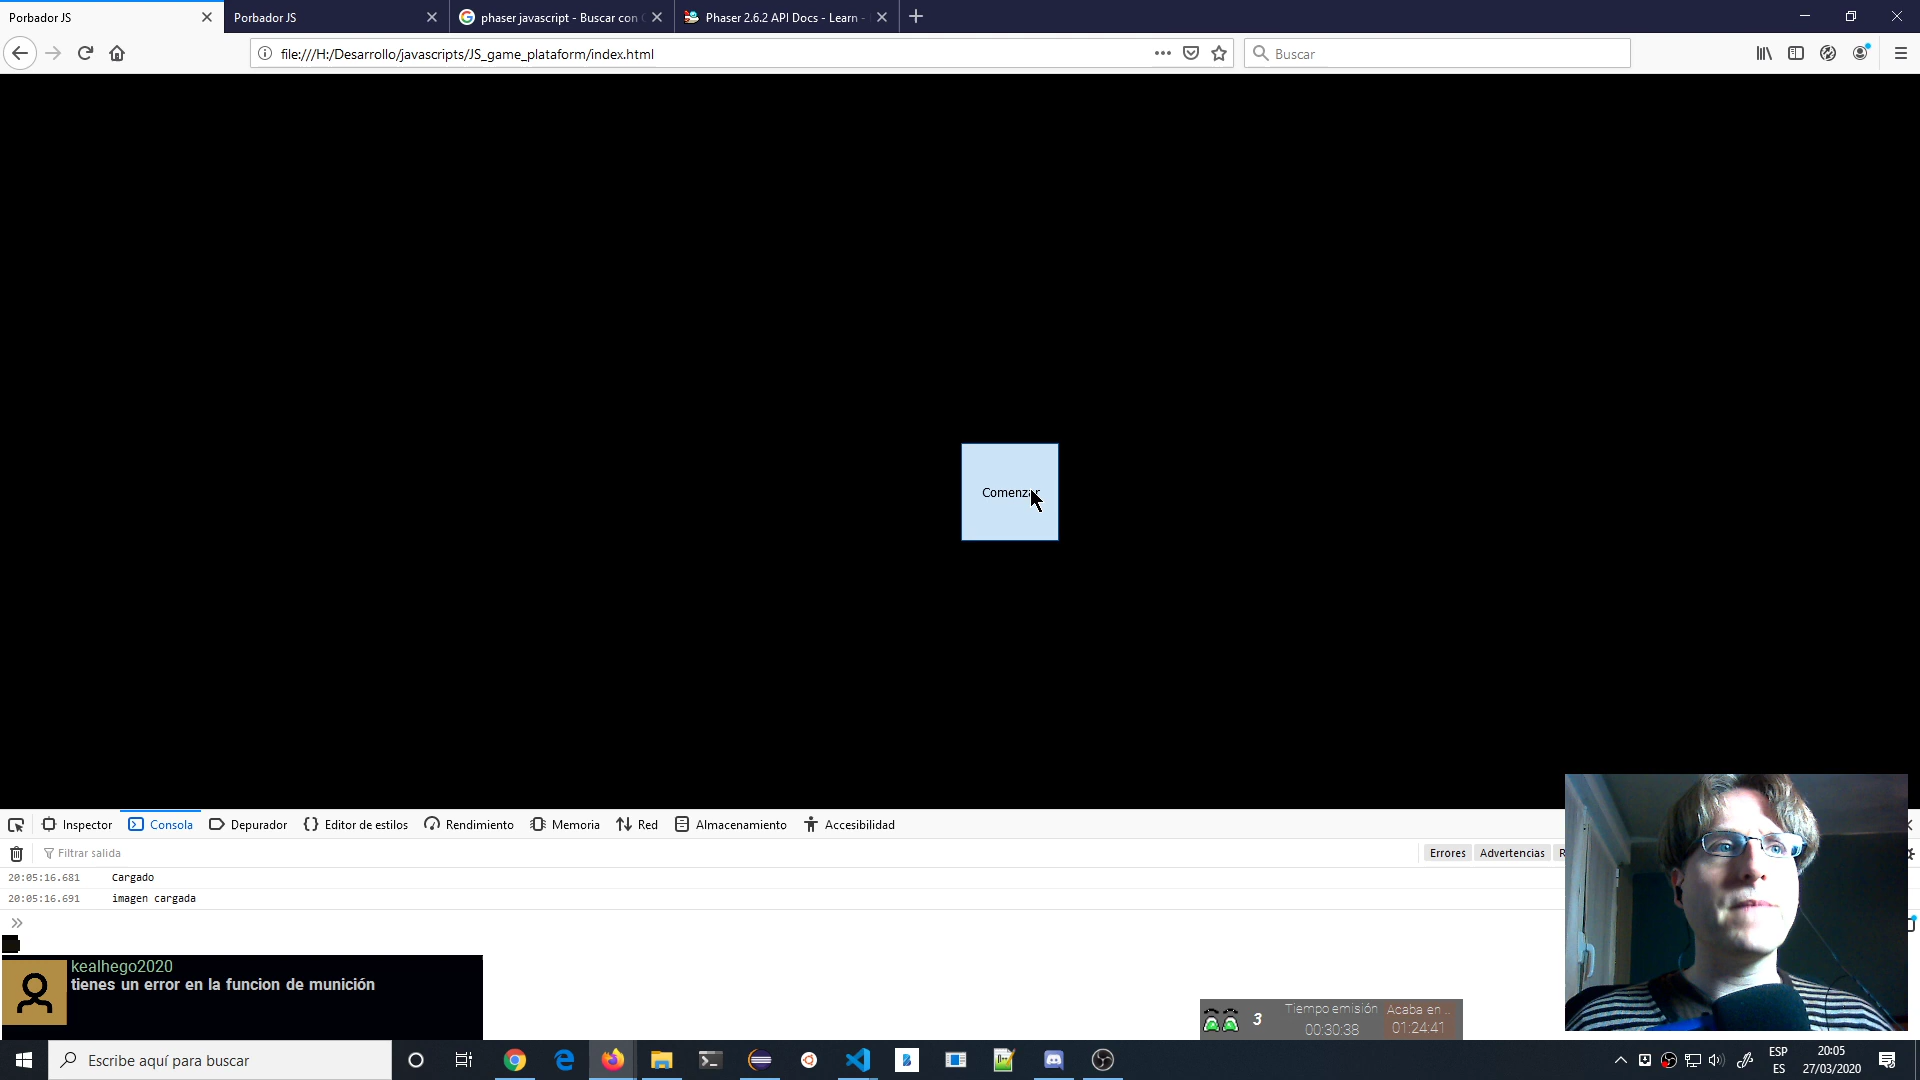 Porbador JS
Porbador JS
phaser javascript - Buscar con
Phaser 2.6.2 API Docs - Learn -
file:///H:/Desarrollo/javascripts/JS_game_plataform/index.html
Buscar
Comenzar
Inspector
Consola
Depurador
Editor de estilos
Rendimiento
Memoria
Red
Almacenamiento
Accesibilidad
Filtrar salida
Errores
Advertencias
R
20:05:16.681 Cargado
20:05:16.691 imagen cargada
kealhego2020
tienes un error en la funcion de munición
3
Tiempo emisión
00:30:38
Acaba en ..
01:24:41
Escribe aquí para buscar
ESP
ES
20:05
27/03/2020